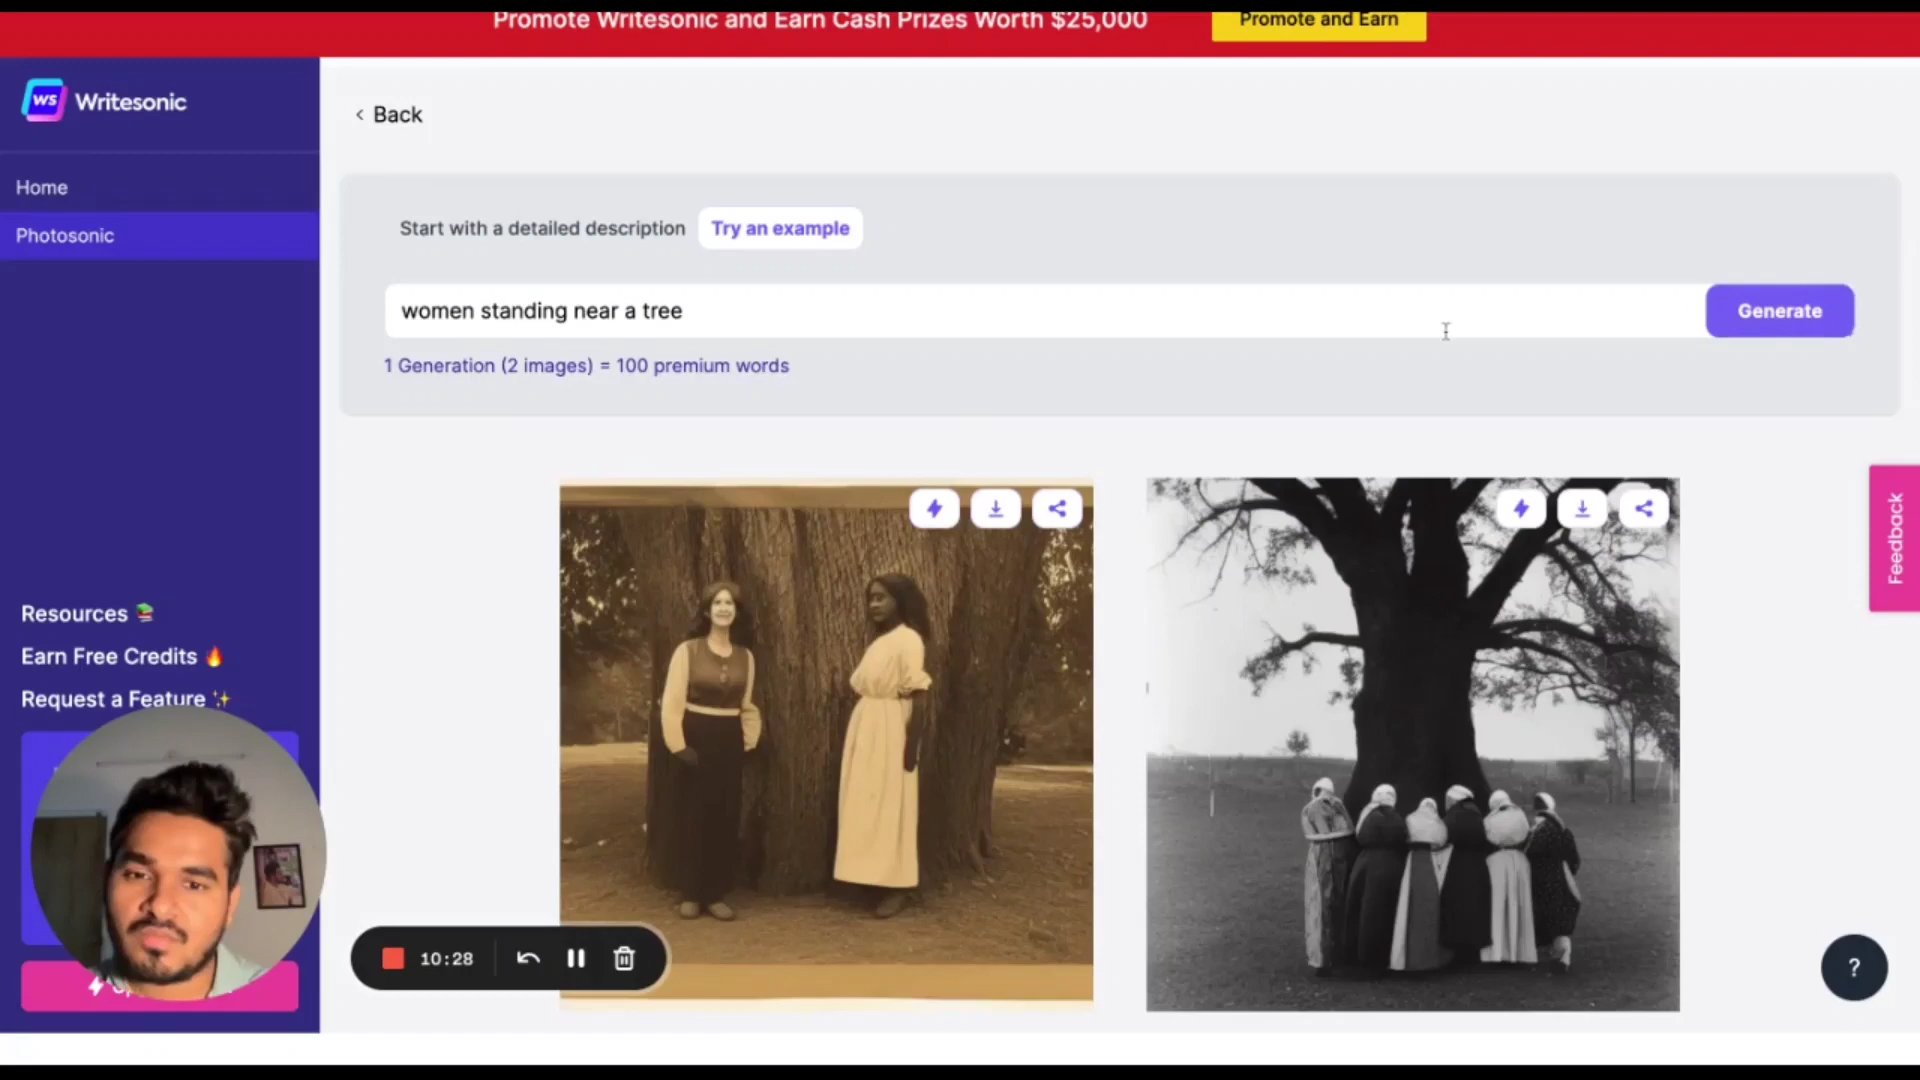 Promote Writesonic and Earn Cash Prizes Worth $25,000
Promote and Earn
WS Writesonic
< Back
Home
Photosonic
Start with a detailed description
Try an example
women standing near a tree
Generate
1 Generation (2 images) = 100 premium words
Feedback
Resources 📚
Earn Free Credits 🔥
Request a Feature ✨
10:28
?